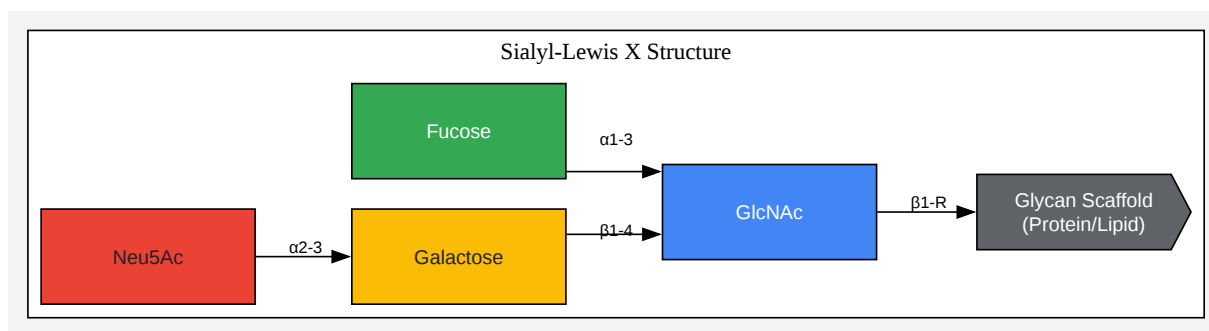 Sialyl-Lewis X Structure
Fucose
α1-3
Neu5Ac
α2-3
Galactose
β1-4
GlcNAc
β1-R
Glycan Scaffold
(Protein/Lipid)